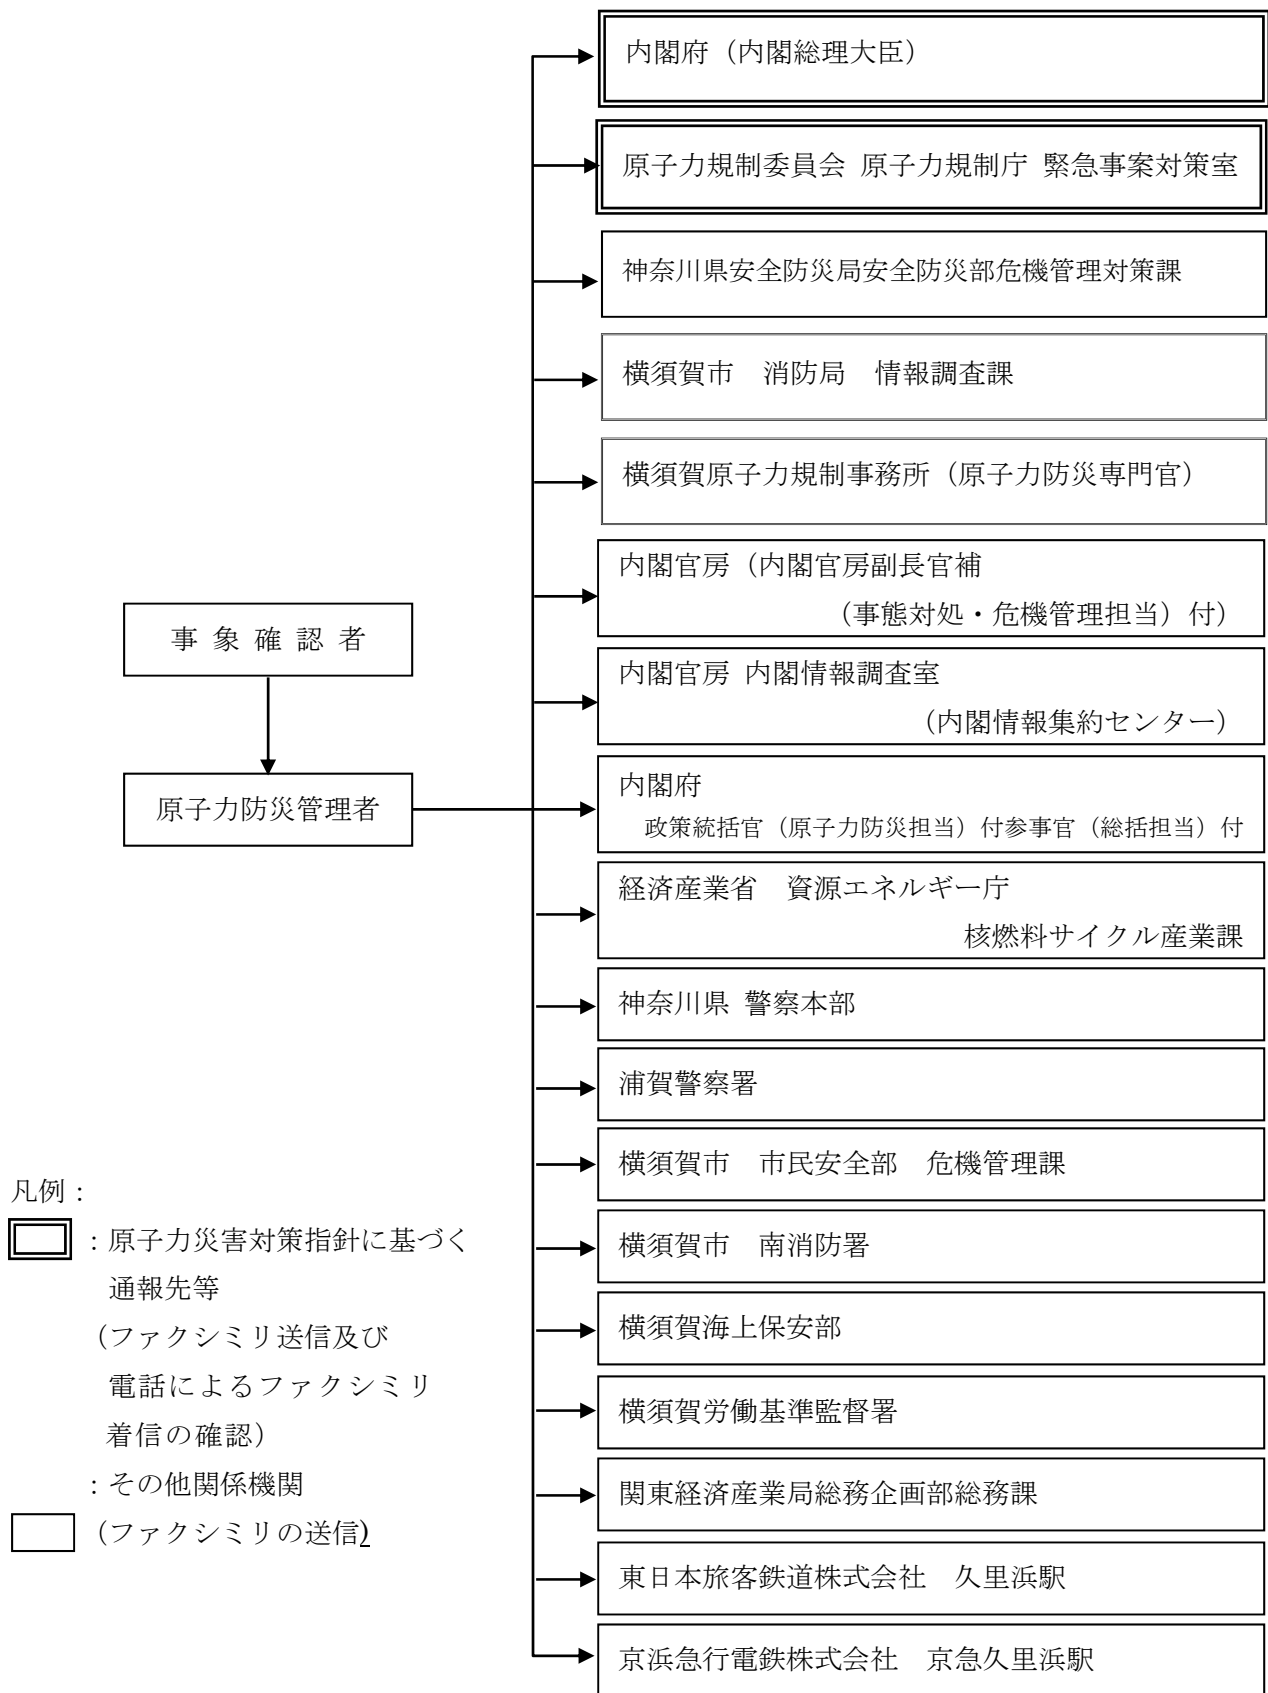 内閣府（内閣総理大臣）
原子力規制委員会 原子力規制庁 緊急事案対策室
神奈川県安全防災局安全防災部危機管理対策課
横須賀市　消防局　情報調査課
横須賀原子力規制事務所（原子力防災専門官）
内閣官房（内閣官房副長官補
（事態対処・危機管理担当）付）
内閣官房 内閣情報調査室
（内閣情報集約センター）
内閣府
政策統括官（原子力防災担当）付参事官（総括担当）付
経済産業省　資源エネルギー庁
核燃料サイクル産業課
神奈川県 警察本部
浦賀警察署
横須賀市　市民安全部　危機管理課
横須賀市　南消防署
横須賀海上保安部
横須賀労働基準監督署
関東経済産業局総務企画部総務課
東日本旅客鉄道株式会社　久里浜駅
京浜急行電鉄株式会社　京急久里浜駅
事 象 確 認 者
原子力防災管理者
凡例：
：原子力災害対策指針に基づく
通報先等
（ファクシミリ送信及び
電話によるファクシミリ
着信の確認）
：その他関係機関
（ファクシミリの送信)